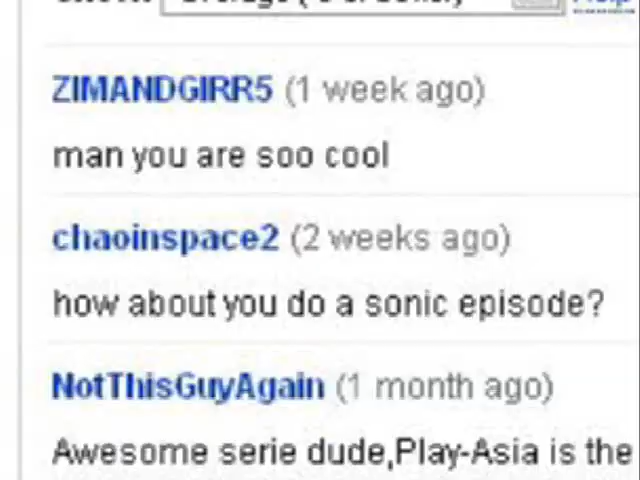 Help
ZIMANDGIRR5 (1 week ago)
man you are soo cool
chaoinspace2 (2 weeks ago)
how about you do a sonic episode?
NotThisGuyAgain (1 month ago)
Awesome serie dude,Play-Asia is the